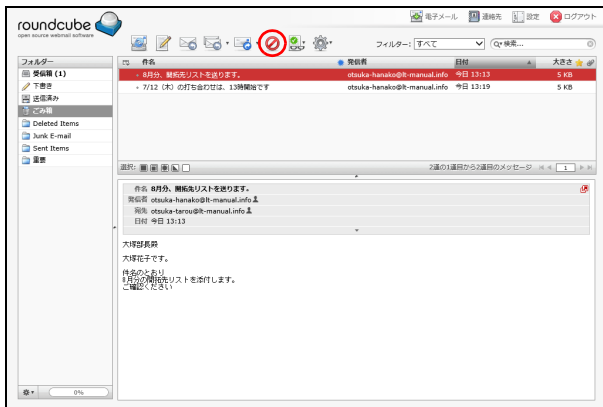 roundcube
open source webmail software
電子メール 連絡先 設定 ログアウト
フィルター: すべて 検索...
フォルダー
受信箱 (1)
下書き
送信済み
ごみ箱
Deleted Items
Junk E-mail
Sent Items
重要
件名 発信者 日付 大きさ
8月分、開拓先リストを送ります。 otsuka-hanako@lt-manual.info 今日 13:13 5 KB
7/12（木）の打ち合わせは、13時開始です otsuka-hanako@lt-manual.info 今日 13:19 5 KB
選択: 2通の1通目から2通目のメッセージ 1
件名 8月分、開拓先リストを送ります。
発信者 otsuka-hanako@lt-manual.info
宛先 otsuka-tarou@lt-manual.info
日付 今日 13:13
大塚部長殿
大塚花子です。
件名のとおり
8月分の開拓先リストを添付します。
ご確認ください
0%